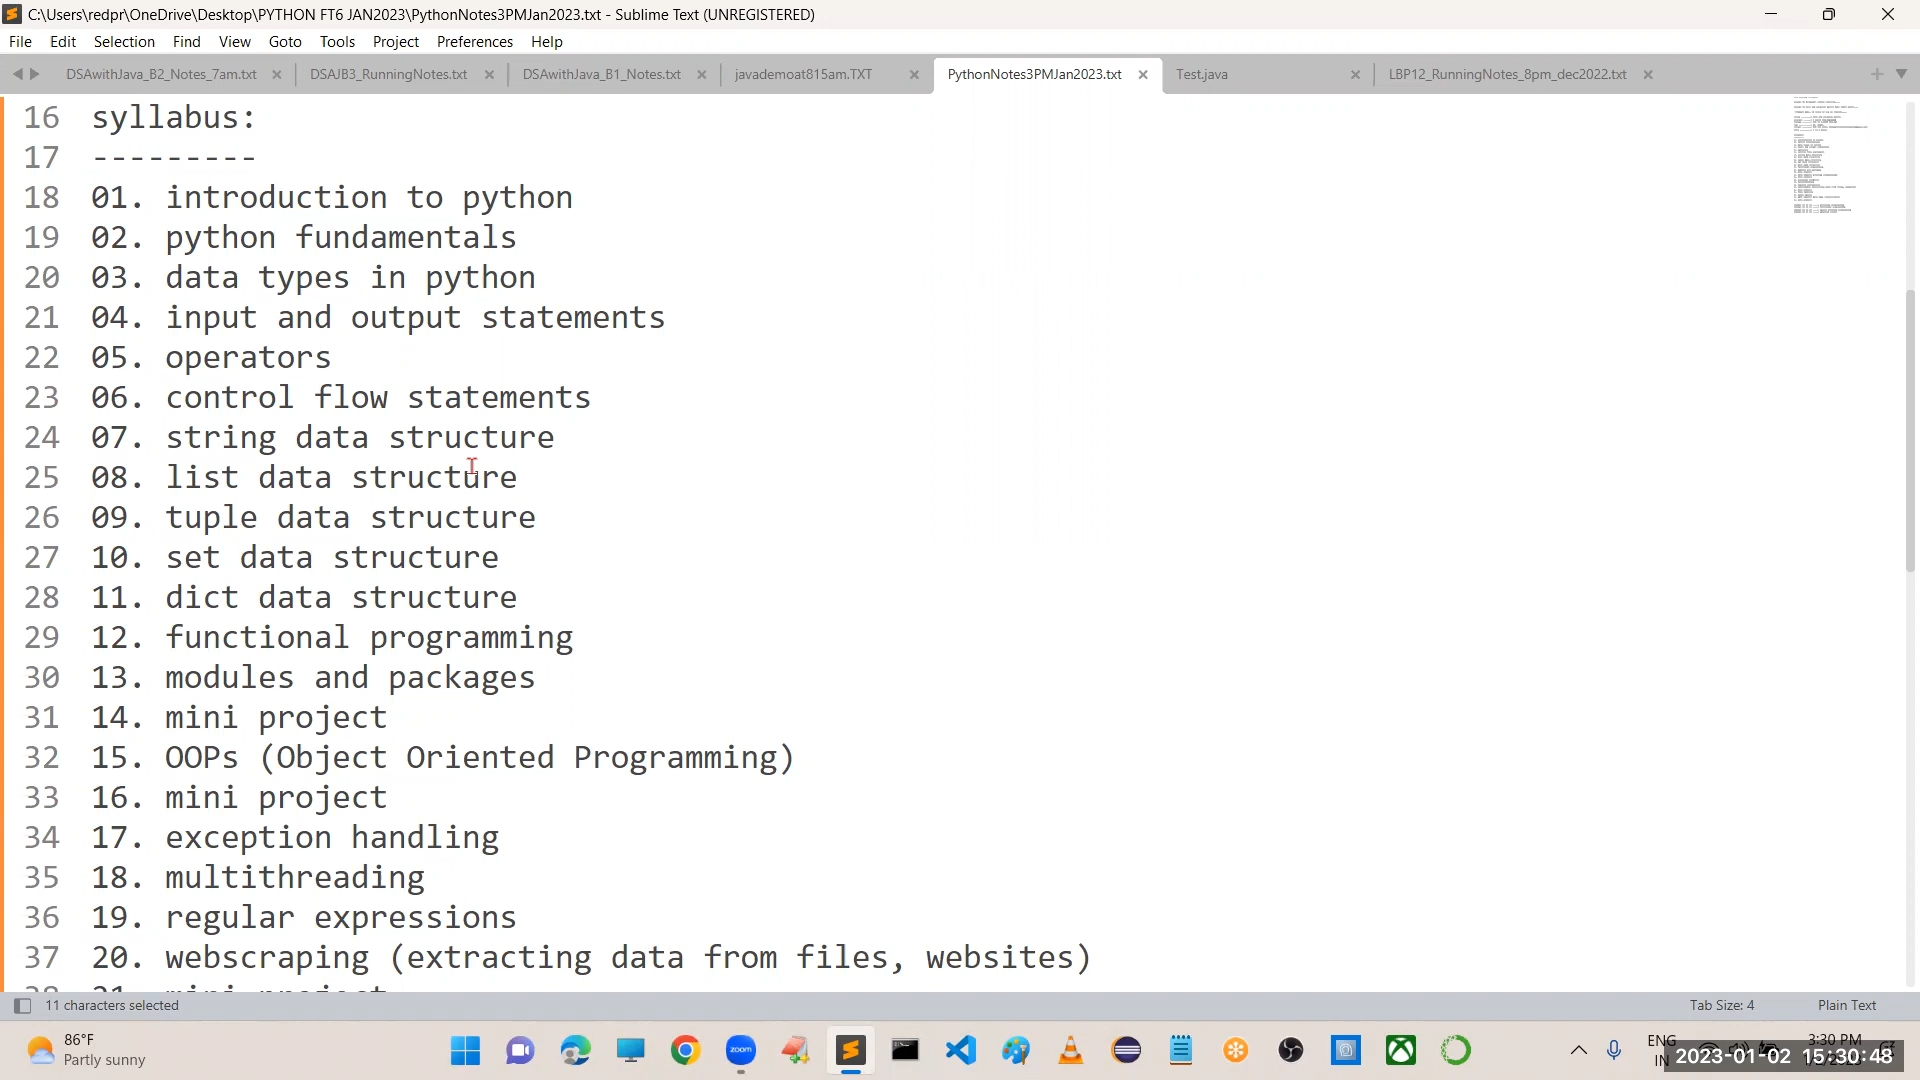 C:\Users\redpr\OneDrive\Desktop\PYTHON FT6 JAN2023\PythonNotes3PMJan2023.txt - Sublime Text (UNREGISTERED)
File Edit Selection Find View Goto Tools Project Preferences Help
DSAwithJava_B2_Notes_7am.txt DSAJB3_RunningNotes.txt DSAwithJava_B1_Notes.txt javademoat815am.TXT PythonNotes3PMJan2023.txt Test.java LBP12_RunningNotes_8pm_dec2022.txt
16 syllabus:
17 ---------
18 01. introduction to python
19 02. python fundamentals
20 03. data types in python
21 04. input and output statements
22 05. operators
23 06. control flow statements
24 07. string data structure
25 08. list data structure
26 09. tuple data structure
27 10. set data structure
28 11. dict data structure
29 12. functional programming
30 13. modules and packages
31 14. mini project
32 15. OOPs (Object Oriented Programming)
33 16. mini project
34 17. exception handling
35 18. multithreading
36 19. regular expressions
37 20. webscraping (extracting data from files, websites)
38 21. mini project
11 characters selected Tab Size: 4 Plain Text
86°F
Partly sunny
zoom
ENG
IN
3:30 PM
2023-01-02 15:30:48